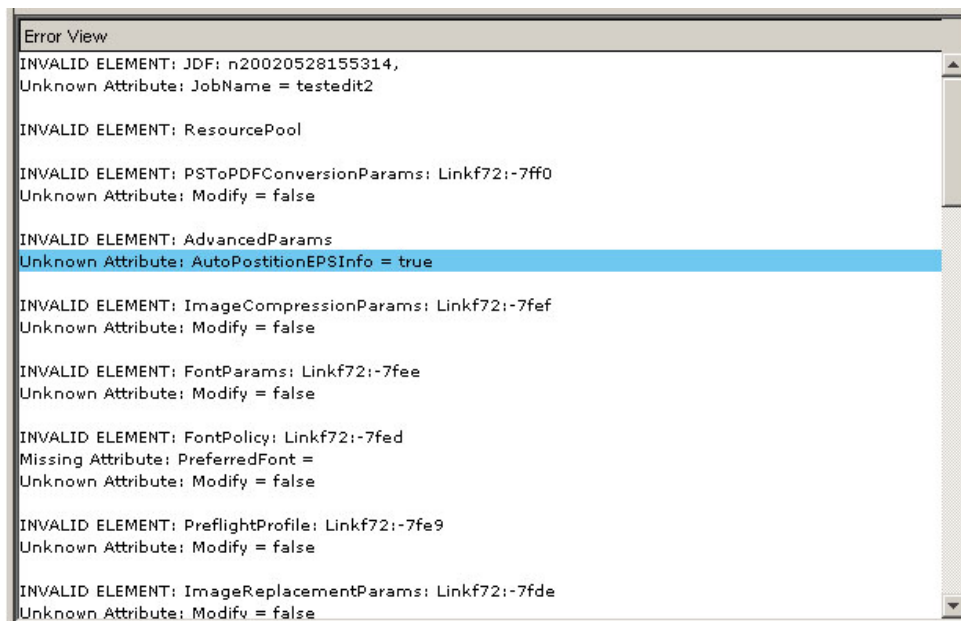 Error View
INVALID ELEMENT: JDF: n20020528155314,
Unknown Attribute: JobName = testedit2
INVALID ELEMENT: ResourcePool
INVALID ELEMENT: PSToPDFConversionParams: Linkf72:-7ff0
Unknown Attribute: Modify = false
INVALID ELEMENT: AdvancedParams
Unknown Attribute: AutoPostitionEPSInfo = true
INVALID ELEMENT: ImageCompressionParams: Linkf72:-7fef
Unknown Attribute: Modify = false
INVALID ELEMENT: FontParams: Linkf72:-7fee
Unknown Attribute: Modify = false
INVALID ELEMENT: FontPolicy: Linkf72:-7fed
Missing Attribute: PreferredFont =
Unknown Attribute: Modify = false
INVALID ELEMENT: PreflightProfile: Linkf72:-7fe9
Unknown Attribute: Modify = false
INVALID ELEMENT: ImageReplacementParams: Linkf72:-7fde
Unknown Attribute: Modify = false